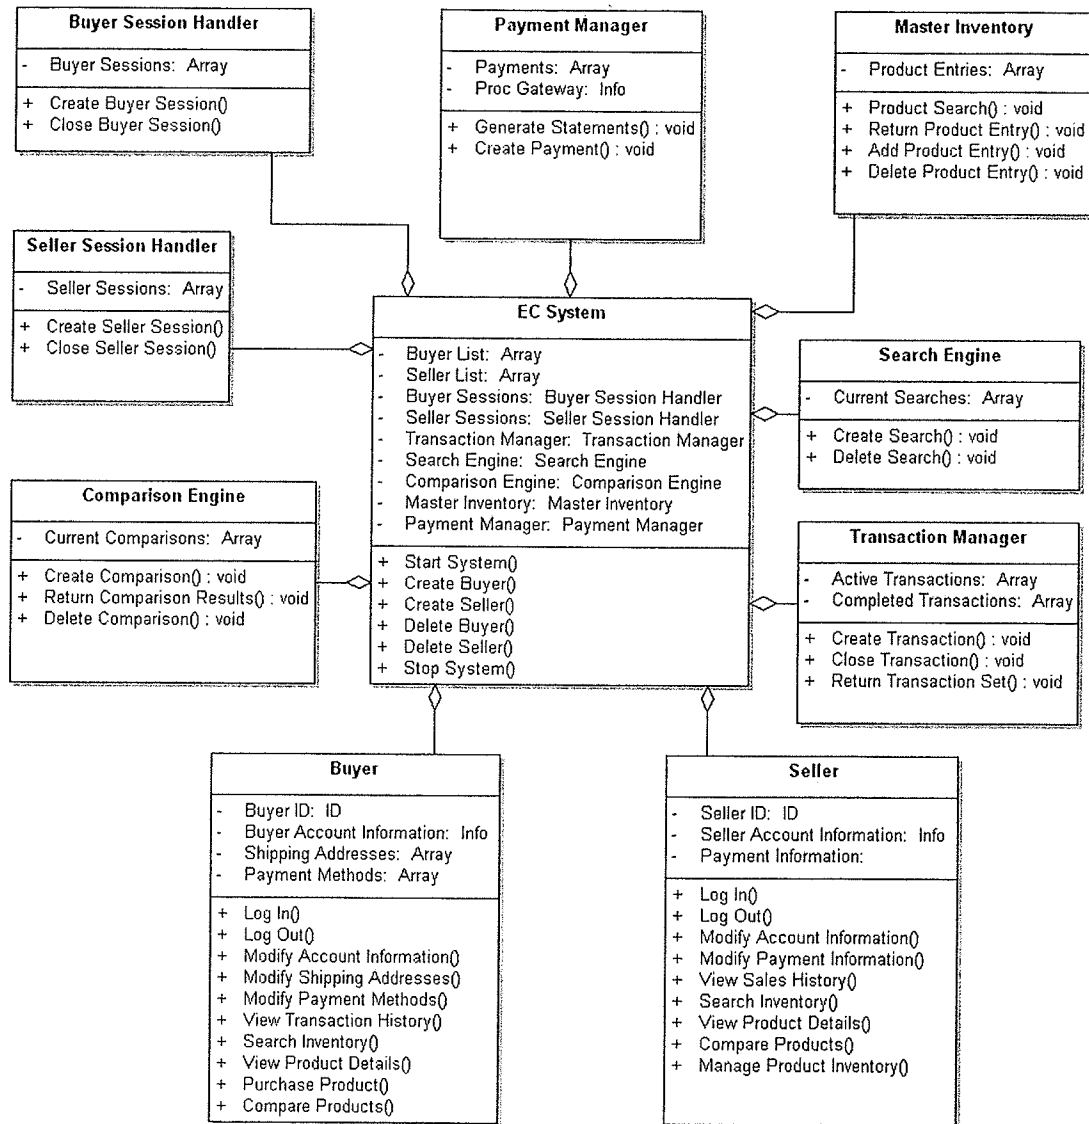 Buyer Session Handler
- Buyer Sessions: Array
+ Create Buyer Session()
+ Close Buyer Session()
Payment Manager
- Payments: Array
- Proc Gateway: Info
+ Generate Statements() : void
+ Create Payment() : void
Master Inventory
- Product Entries: Array
+ Product Search() : void
+ Return Product Entry() : void
+ Add Product Entry() : void
+ Delete Product Entry() : void
Seller Session Handler
- Seller Sessions: Array
+ Create Seller Session()
+ Close Seller Session()
EC System
- Buyer List: Array
- Seller List: Array
- Buyer Sessions: Buyer Session Handler
- Seller Sessions: Seller Session Handler
- Transaction Manager: Transaction Manager
- Search Engine: Search Engine
- Comparison Engine: Comparison Engine
- Master Inventory: Master Inventory
- Payment Manager: Payment Manager
+ Start System()
+ Create Buyer()
+ Create Seller()
+ Delete Buyer()
+ Delete Seller()
+ Stop System()
Search Engine
- Current Searches: Array
+ Create Search() : void
+ Delete Search() : void
Comparison Engine
- Current Comparisons: Array
+ Create Comparison() : void
+ Return Comparison Results() : void
+ Delete Comparison() : void
Transaction Manager
- Active Transactions: Array
- Completed Transactions: Array
+ Create Transaction() : void
+ Close Transaction() : void
+ Return Transaction Set() : void
Buyer
- Buyer ID: ID
- Buyer Account Information: Info
- Shipping Addresses: Array
- Payment Methods: Array
+ Log In()
+ Log Out()
+ Modify Account Information()
+ Modify Shipping Addresses()
+ Modify Payment Methods()
+ View Transaction History()
+ Search Inventory()
+ View Product Details()
+ Purchase Product()
+ Compare Products()
Seller
- Seller ID: ID
- Seller Account Information: Info
- Payment Information:
+ Log In()
+ Log Out()
+ Modify Account Information()
+ Modify Payment Information()
+ View Sales History()
+ Search Inventory()
+ View Product Details()
+ Compare Products()
+ Manage Product Inventory()